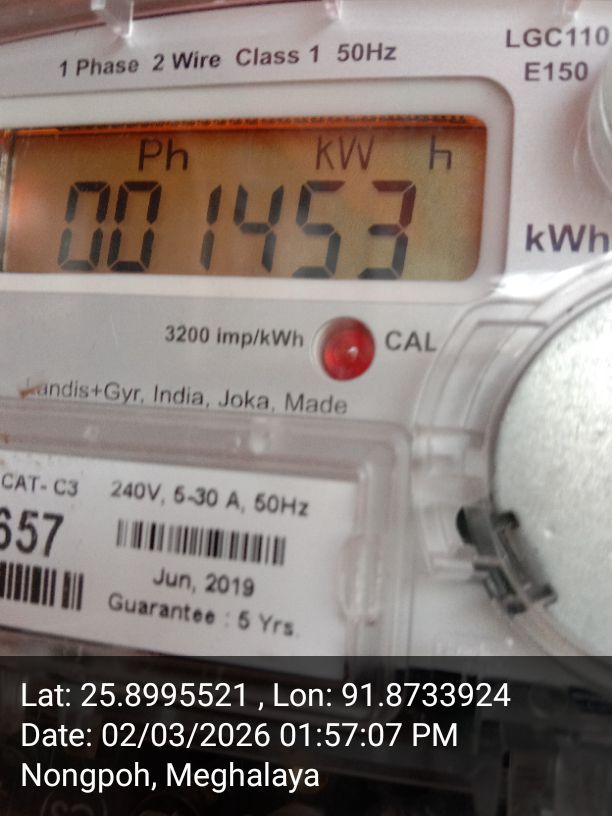 1 Phase 2 Wire Class 1 50Hz
LGC110
E150
Ph kW h
001453
kWh
3200 imp/kWh
CAL
Landis+Gyr, India, Joka, Made
CAT- C3
240V, 5-30 A, 50Hz
657
Jun, 2019
Guarantee : 5 Yrs.
Lat: 25.8995521 , Lon: 91.8733924
Date: 02/03/2026 01:57:07 PM
Nongpoh, Meghalaya